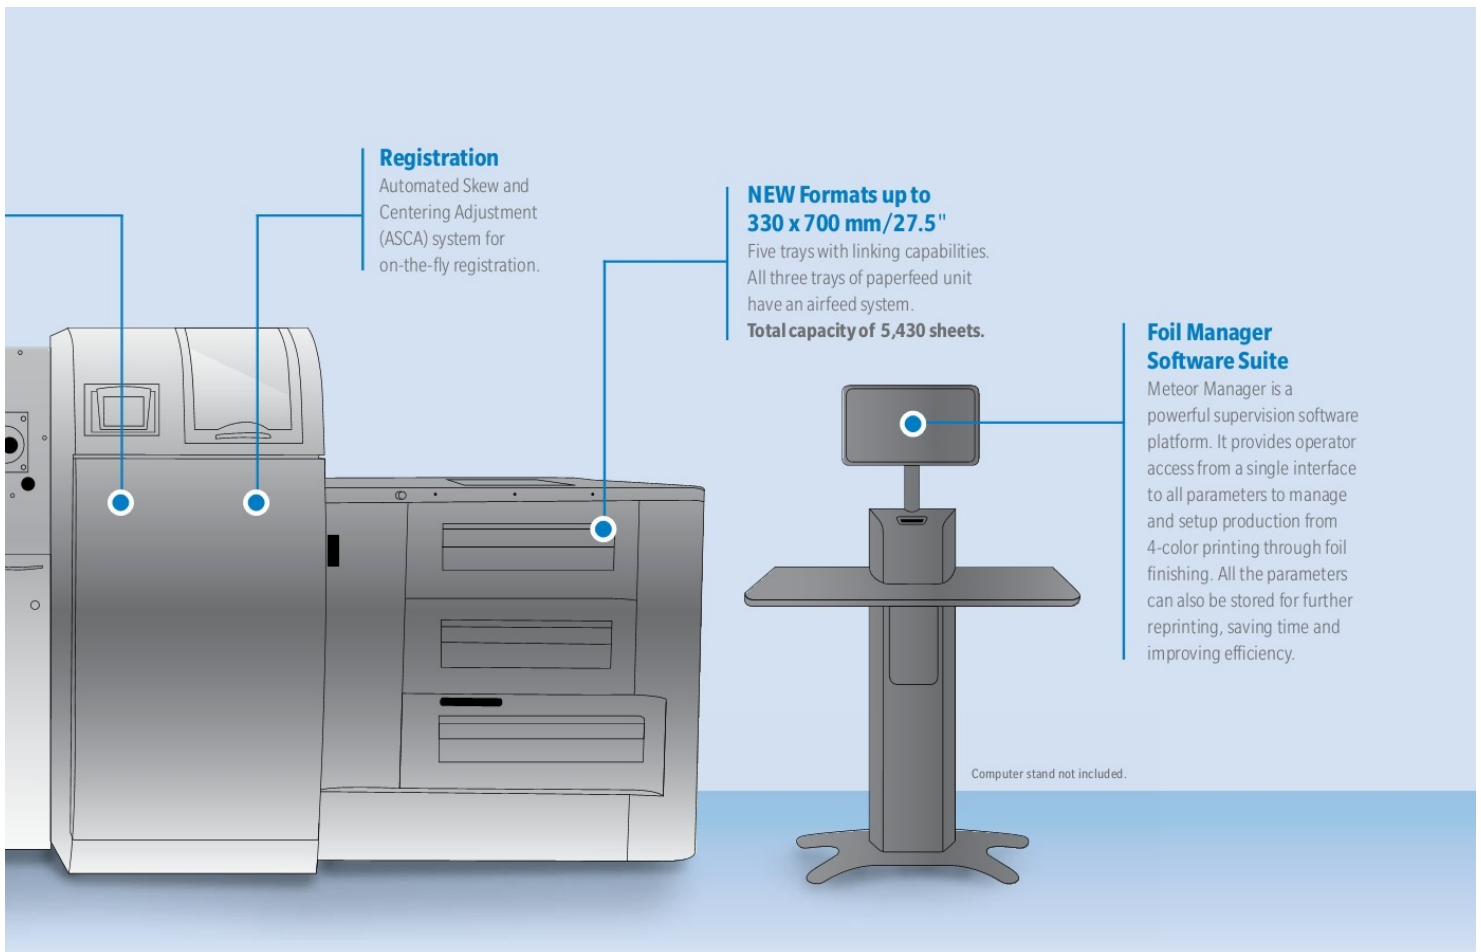 Registration
Automated Skew and
Centering Adjustment
(ASCA) system for
on-the-fly registration.
NEW Formats up to
330 x 700 mm/27.5"
Five trays with linking capabilities.
All three trays of paperfeed unit
have an airfeed system.
Total capacity of 5,430 sheets.
Foil Manager
Software Suite
Meteor Manager is a
powerful supervision software
platform. It provides operator
access from a single interface
to all parameters to manage
and setup production from
4-color printing through foil
finishing. All the parameters
can also be stored for further
reprinting, saving time and
improving efficiency.
Computer stand not included.